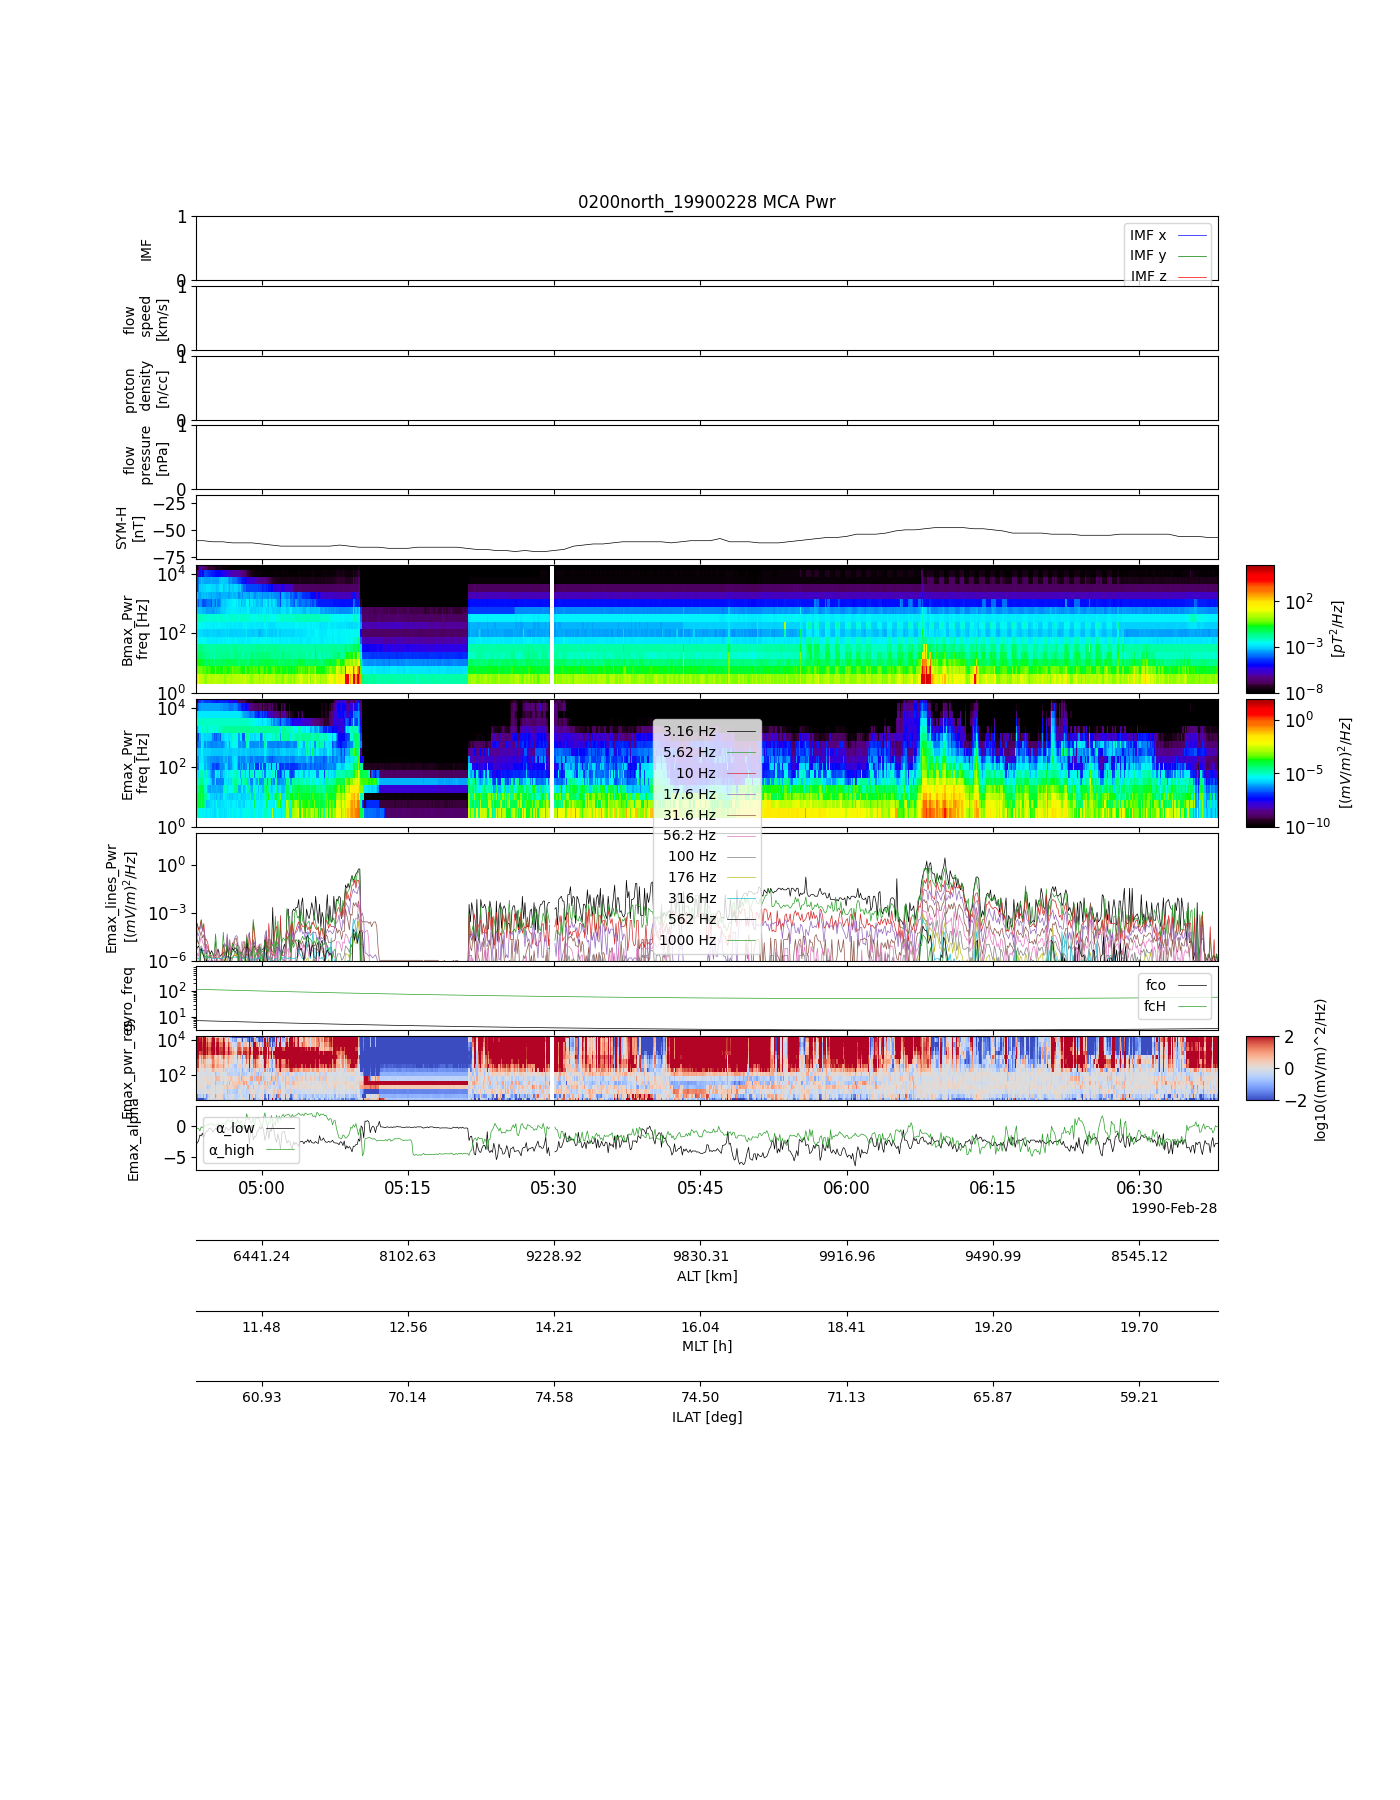 0200north_19900228 MCA Pwr
1
0
IMF
IMF x
IMF y
IMF z
1
0
flow
speed
[km/s]
1
0
proton
density
[n/cc]
1
0
flow
pressure
[nPa]
−25
−50
−75
SYM-H
[nT]
10^4
10^2
10^0
Bmax_Pwr
freq [Hz]
10^2
10^−3
10^−8
[pT^2/Hz]
10^4
10^2
10^0
Emax_Pwr
freq [Hz]
10^0
10^−5
10^−10
[(mV/m)^2/Hz]
3.16 Hz
5.62 Hz
10 Hz
17.6 Hz
31.6 Hz
56.2 Hz
100 Hz
176 Hz
316 Hz
562 Hz
1000 Hz
10^0
10^−3
10^−6
Emax_lines_Pwr
[(mV/m)^2/Hz]
10^2
10^1
gyro_freq
fco
fcH
10^4
10^2
Emax_pwr_reg
2
0
−2
log10((mV/m)^2/Hz)
0
−5
Emax_alpha
α_low
α_high
05:00 05:15 05:30 05:45 06:00 06:15 06:30
1990-Feb-28
6441.24 8102.63 9228.92 9830.31 9916.96 9490.99 8545.12
ALT [km]
11.48 12.56 14.21 16.04 18.41 19.20 19.70
MLT [h]
60.93 70.14 74.58 74.50 71.13 65.87 59.21
ILAT [deg]